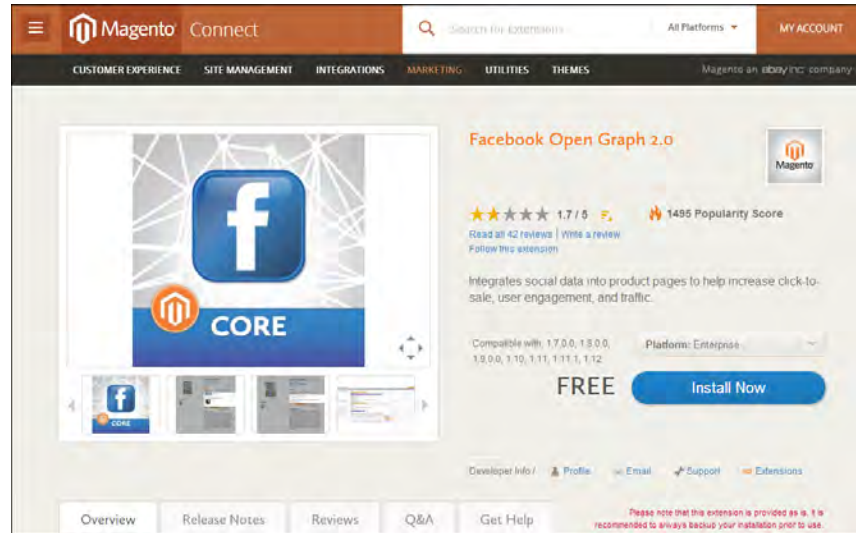 Magento Connect
Search for Extensions
All Platforms
MY ACCOUNT
CUSTOMER EXPERIENCE SITE MANAGEMENT INTEGRATIONS MARKETING UTILITIES THEMES
Magento an ebay inc company
Facebook Open Graph 2.0
Magento
1.7 / 5
1495 Popularity Score
Read all 42 reviews | Write a review
Follow this extension
Integrates social data into product pages to help increase click-to-
sale, user engagement, and traffic.
f
CORE
Compatible with: 1.7.0.0, 1.8.0.0,
1.9.0.0, 1.10, 1.11, 1.11.1, 1.12
Platform: Enterprise
FREE
Install Now
f
CORE
Developer Info / Profile Email Support Extensions
Overview Release Notes Reviews Q&A Get Help
Please note that this extension is provided as is. It is
recommended to always backup your installation prior to use.